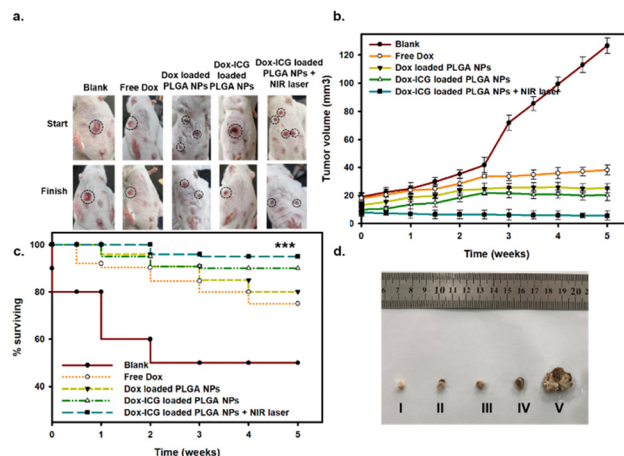 a.
Blank
Free Dox
Dox loaded
PLGA NPs
Dox-ICG
loaded
PLGA NPs
Dox-ICG loaded
PLGA NPs +
NIR laser
Start
Finish
b.
Tumor volume (mm3)
120
100
80
60
40
20
0
0 1 2 3 4 5
Time (weeks)
Blank
Free Dox
Dox loaded PLGA NPs
Dox-ICG loaded PLGA NPs
Dox-ICG loaded PLGA NPs + NIR laser
c.
% surviving
100
80
60
40
0 1 2 3 4 5
Time (weeks)
***
Blank
Free Dox
Dox loaded PLGA NPs
Dox-ICG loaded PLGA NPs
Dox-ICG loaded PLGA NPs + NIR laser
d.
6 7 8 9 10 11 12 13 14 15 16 17 18 19 20
I II III IV V